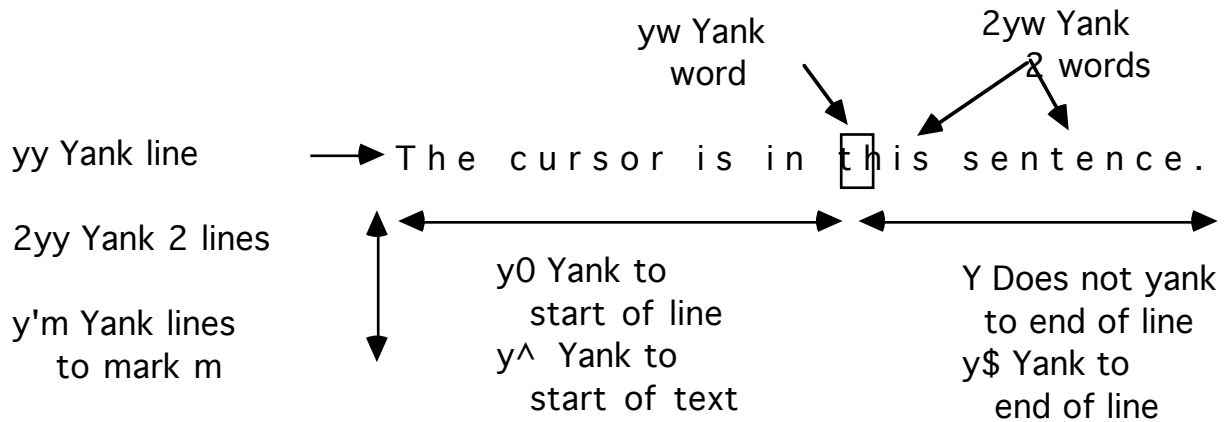 yw Yank
word
2yw Yank
2 words
yy Yank line
The cursor is in this sentence.
2yy Yank 2 lines
y'm Yank lines
to mark m
y0 Yank to
start of line
y^ Yank to
start of text
Y Does not yank
to end of line
y$ Yank to
end of line